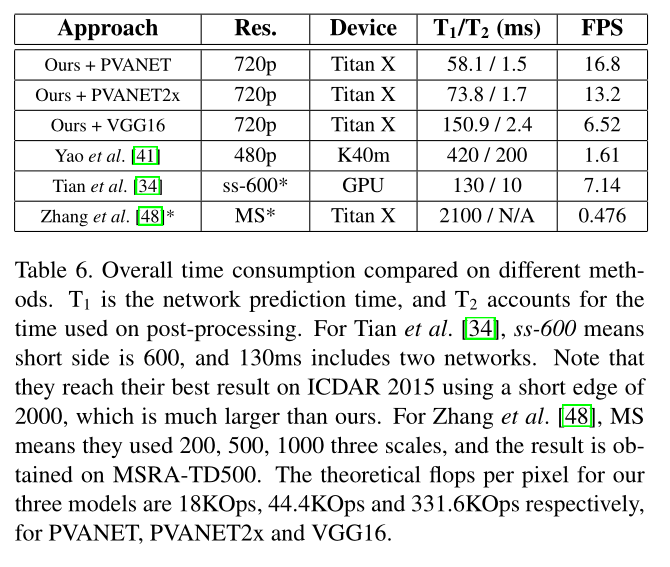 Approach Res. Device T₁/T₂ (ms) FPS
Ours + PVANET 720p Titan X 58.1 / 1.5 16.8
Ours + PVANET2x 720p Titan X 73.8 / 1.7 13.2
Ours + VGG16 720p Titan X 150.9 / 2.4 6.52
Yao et al. [41] 480p K40m 420 / 200 1.61
Tian et al. [34] ss-600* GPU 130 / 10 7.14
Zhang et al. [48]* MS* Titan X 2100 / N/A 0.476
Table 6. Overall time consumption compared on different meth-
ods. T₁ is the network prediction time, and T₂ accounts for the
time used on post-processing. For Tian et al. [34], ss-600 means
short side is 600, and 130ms includes two networks. Note that
they reach their best result on ICDAR 2015 using a short edge of
2000, which is much larger than ours. For Zhang et al. [48], MS
means they used 200, 500, 1000 three scales, and the result is ob-
tained on MSRA-TD500. The theoretical flops per pixel for our
three models are 18KOps, 44.4KOps and 331.6KOps respectively,
for PVANET, PVANET2x and VGG16.